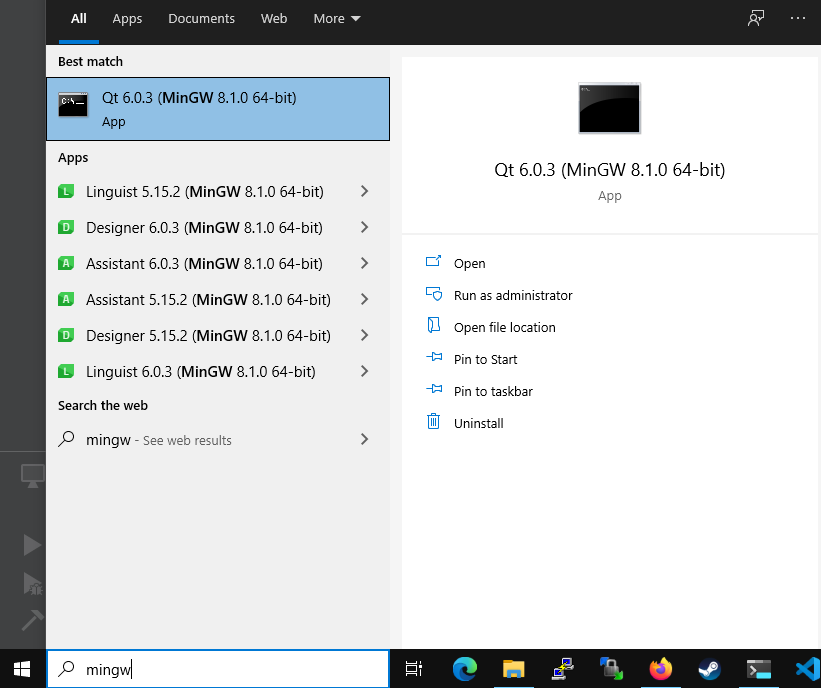 All Apps Documents Web More
Best match
Qt 6.0.3 (MinGW 8.1.0 64-bit)
App
Apps
Linguist 5.15.2 (MinGW 8.1.0 64-bit)
Designer 6.0.3 (MinGW 8.1.0 64-bit)
Assistant 6.0.3 (MinGW 8.1.0 64-bit)
Assistant 5.15.2 (MinGW 8.1.0 64-bit)
Designer 5.15.2 (MinGW 8.1.0 64-bit)
Linguist 6.0.3 (MinGW 8.1.0 64-bit)
Search the web
mingw - See web results
Qt 6.0.3 (MinGW 8.1.0 64-bit)
App
Open
Run as administrator
Open file location
Pin to Start
Pin to taskbar
Uninstall
mingw